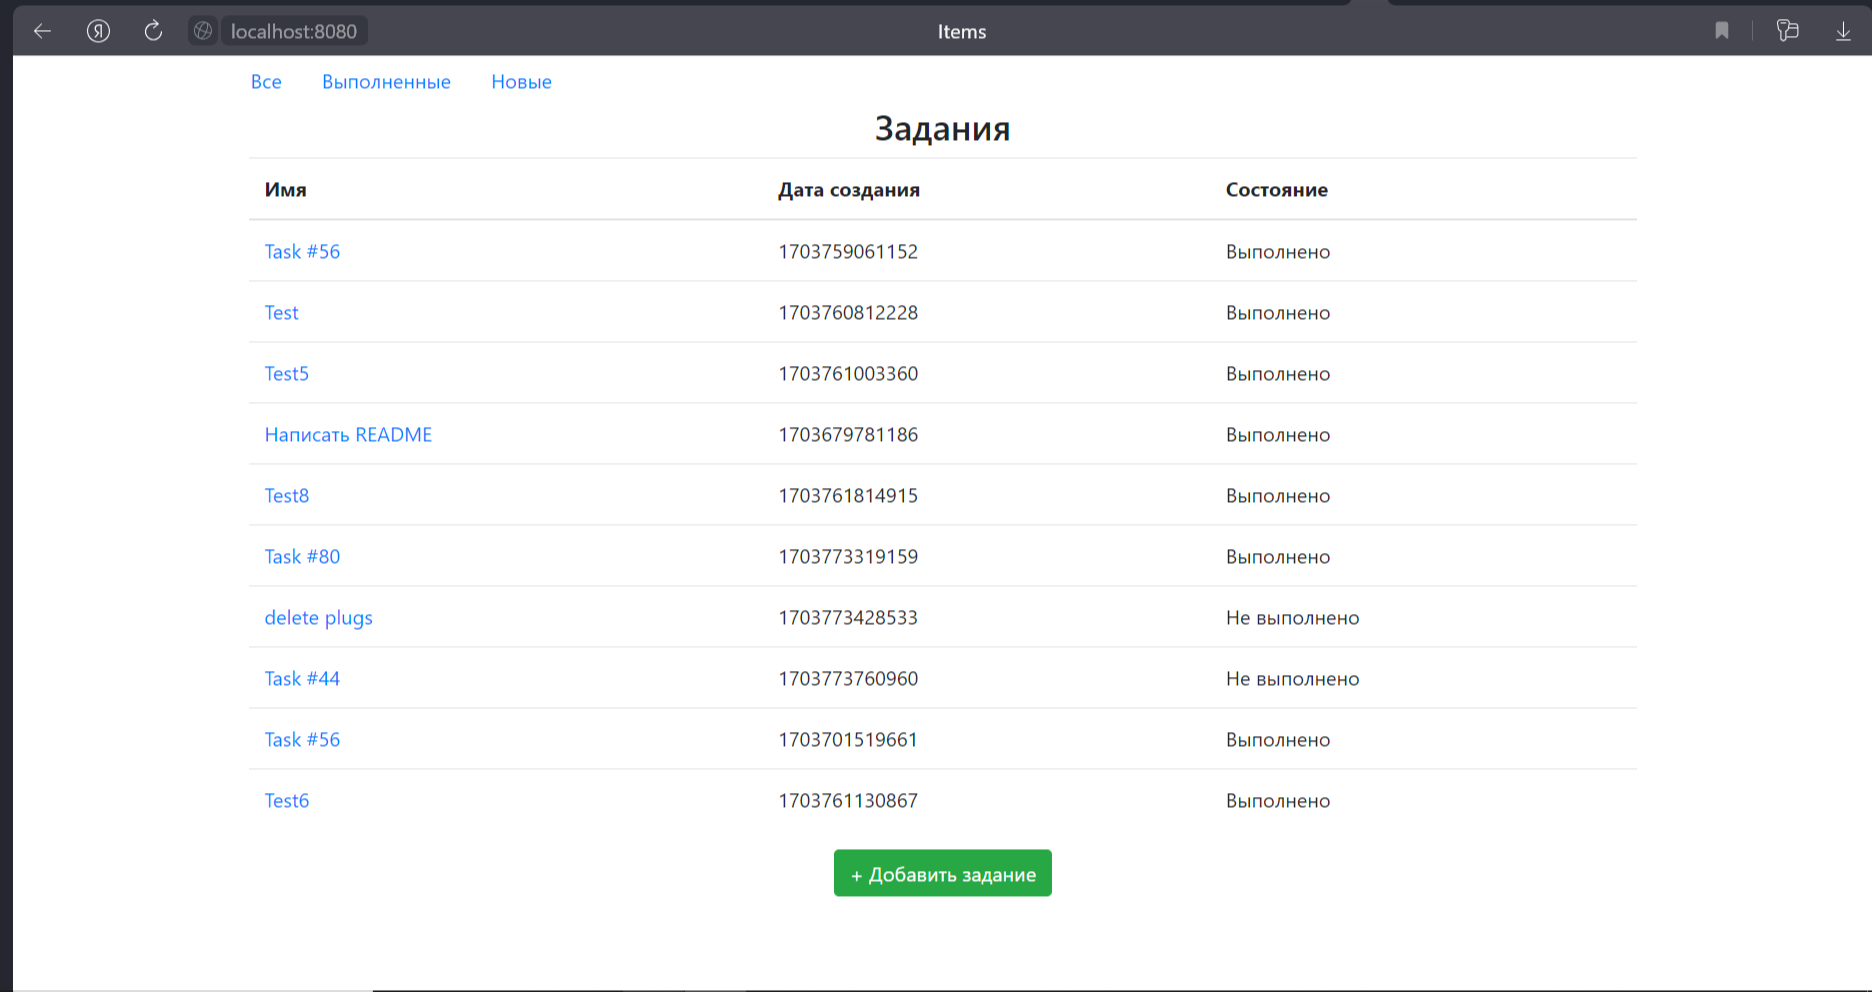 localhost:8080 Items
Все Выполненные Новые
Задания
Имя Дата создания Состояние
Task #56 1703759061152 Выполнено
Test 1703760812228 Выполнено
Test5 1703761003360 Выполнено
Написать README 1703679781186 Выполнено
Test8 1703761814915 Выполнено
Task #80 1703773319159 Выполнено
delete plugs 1703773428533 Не выполнено
Task #44 1703773760960 Не выполнено
Task #56 1703701519661 Выполнено
Test6 1703761130867 Выполнено
+ Добавить задание